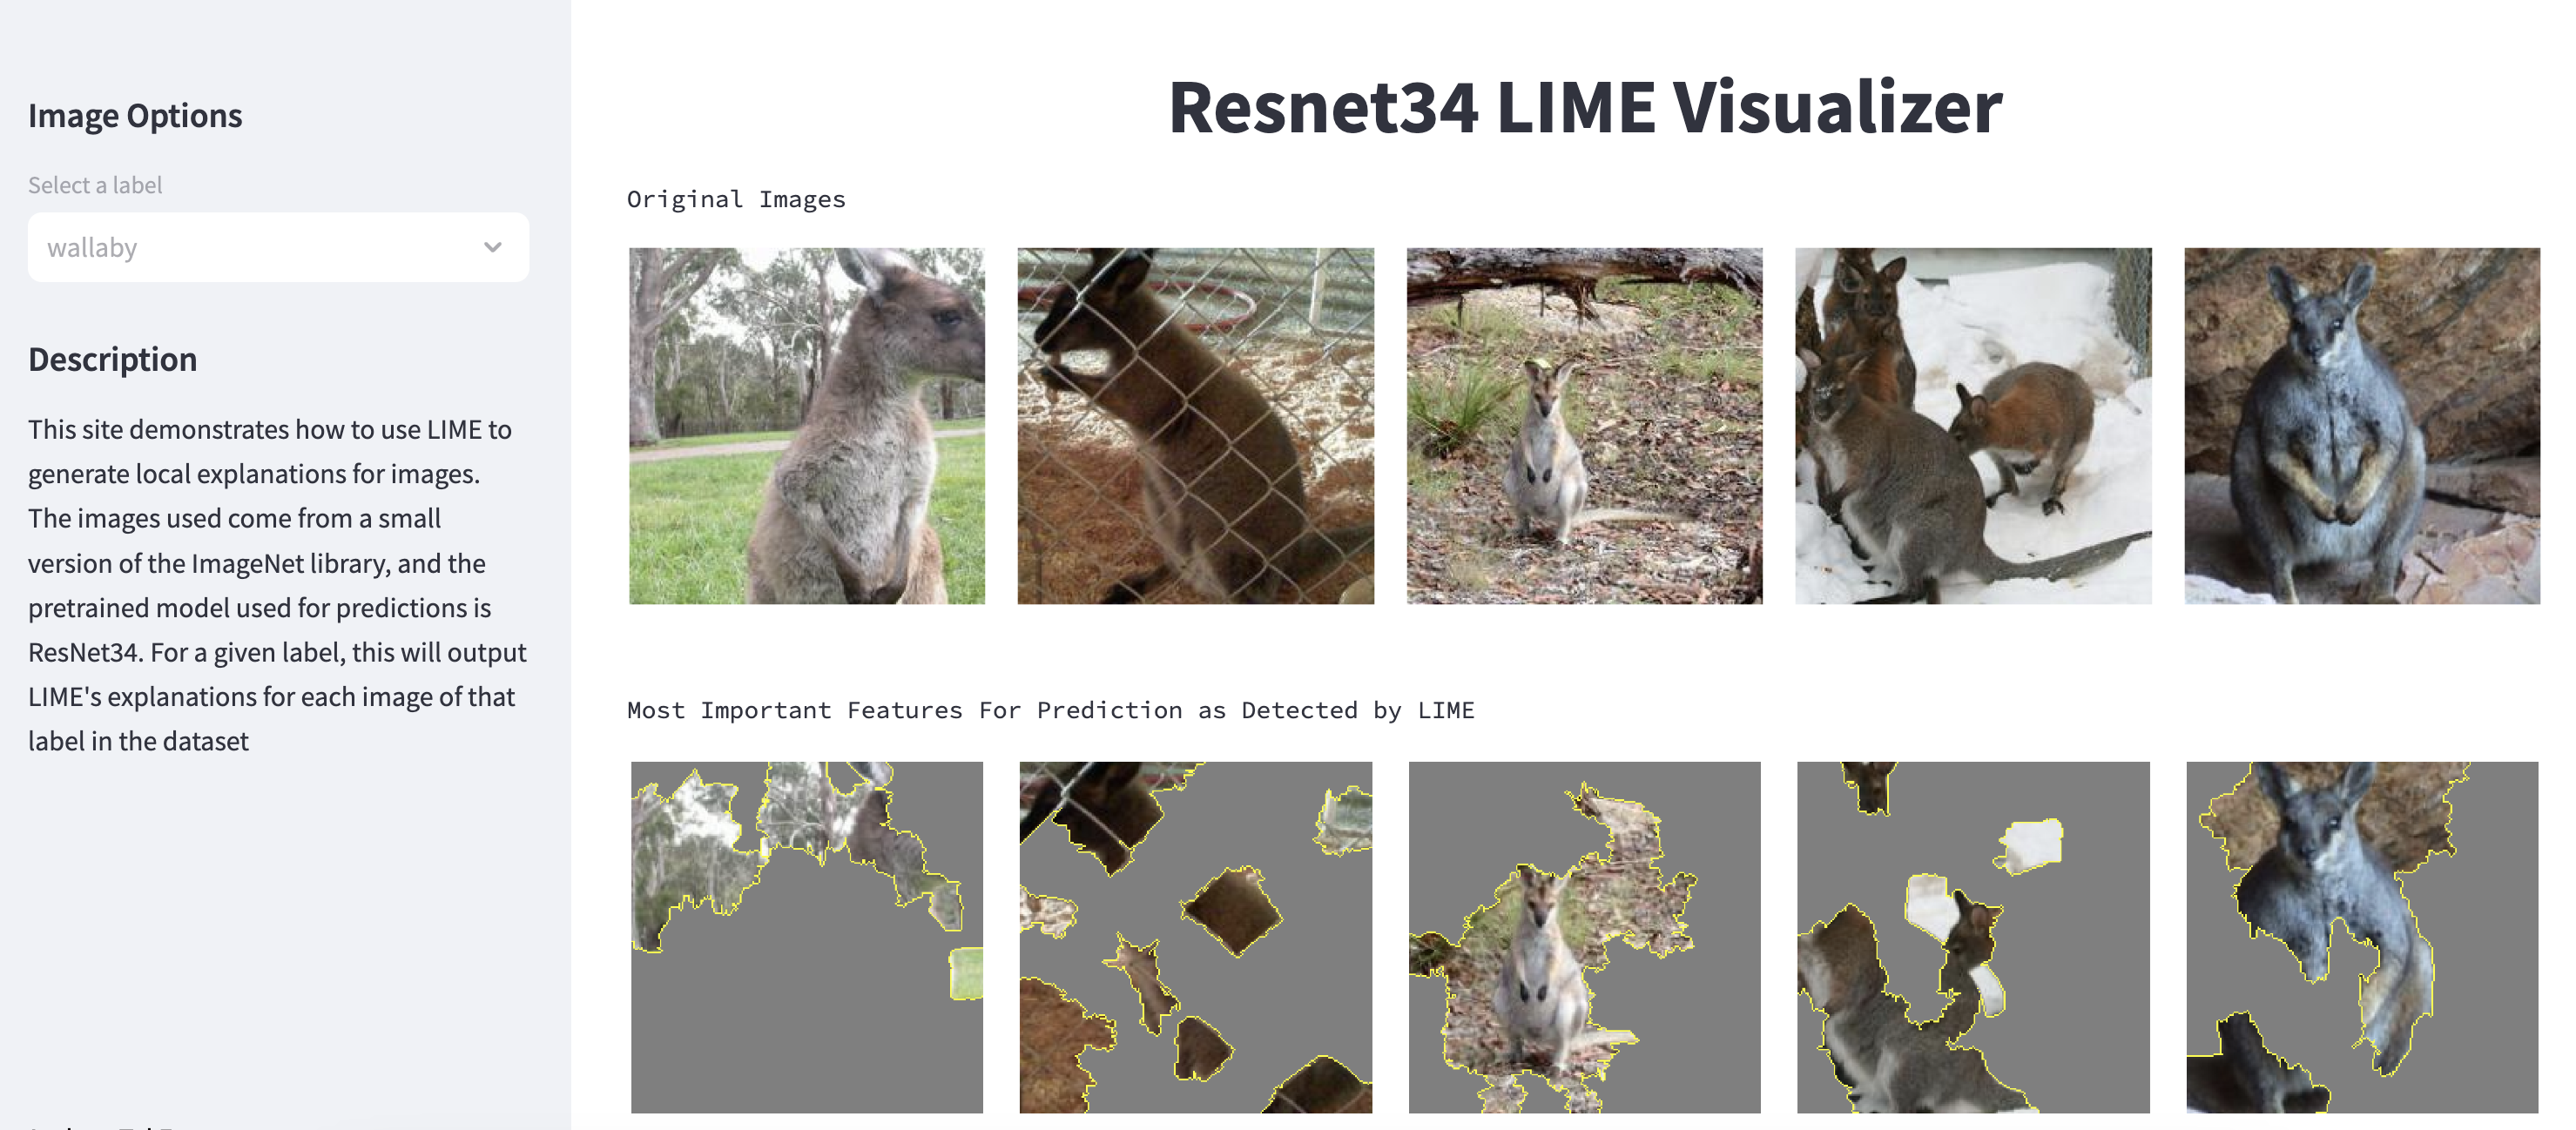 Image Options
Select a label
wallaby
Description
This site demonstrates how to use LIME to
generate local explanations for images.
The images used come from a small
version of the ImageNet library, and the
pretrained model used for predictions is
ResNet34. For a given label, this will output
LIME's explanations for each image of that
label in the dataset
Resnet34 LIME Visualizer
Original Images
Most Important Features For Prediction as Detected by LIME